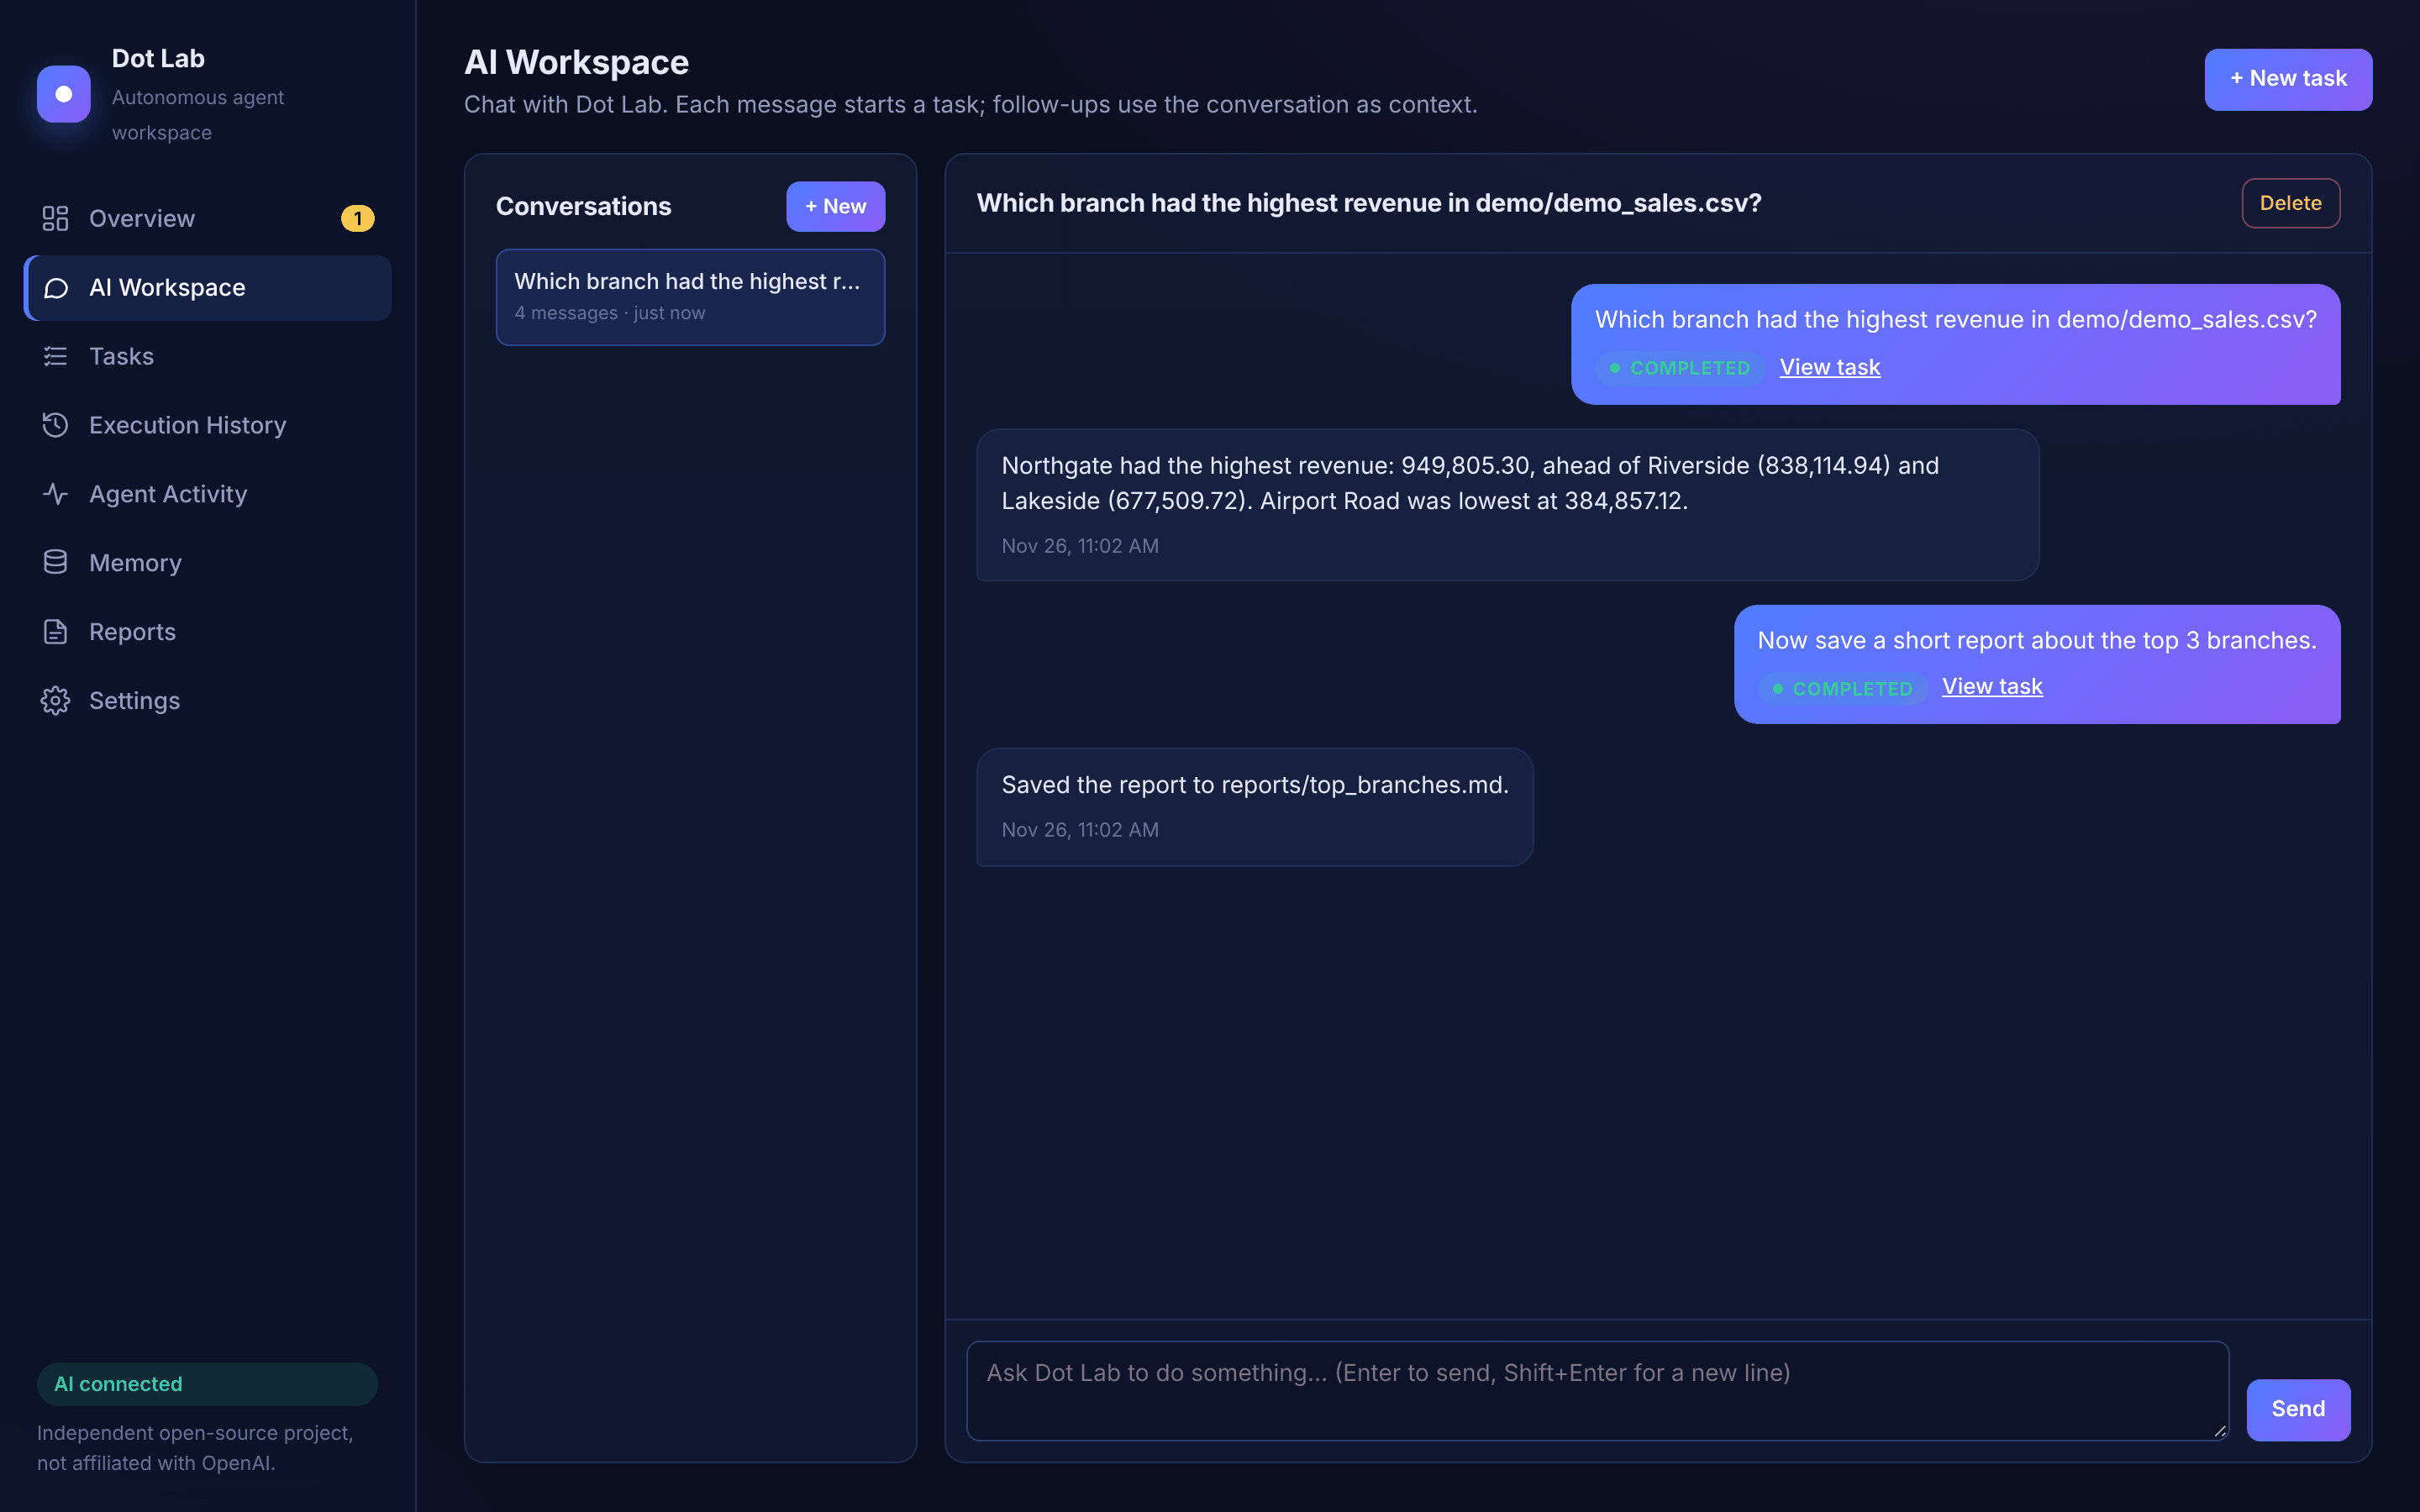 Dot Lab
Autonomous agent
workspace
Overview 1
AI Workspace
Tasks
Execution History
Agent Activity
Memory
Reports
Settings
AI connected
Independent open-source project,
not affiliated with OpenAI.
AI Workspace
Chat with Dot Lab. Each message starts a task; follow-ups use the conversation as context.
+ New task
Conversations
+ New
Which branch had the highest r...
4 messages · just now
Which branch had the highest revenue in demo/demo_sales.csv?
Delete
Which branch had the highest revenue in demo/demo_sales.csv?
COMPLETED View task
Northgate had the highest revenue: 949,805.30, ahead of Riverside (838,114.94) and
Lakeside (677,509.72). Airport Road was lowest at 384,857.12.
Nov 26, 11:02 AM
Now save a short report about the top 3 branches.
COMPLETED View task
Saved the report to reports/top_branches.md.
Nov 26, 11:02 AM
Ask Dot Lab to do something... (Enter to send, Shift+Enter for a new line)
Send